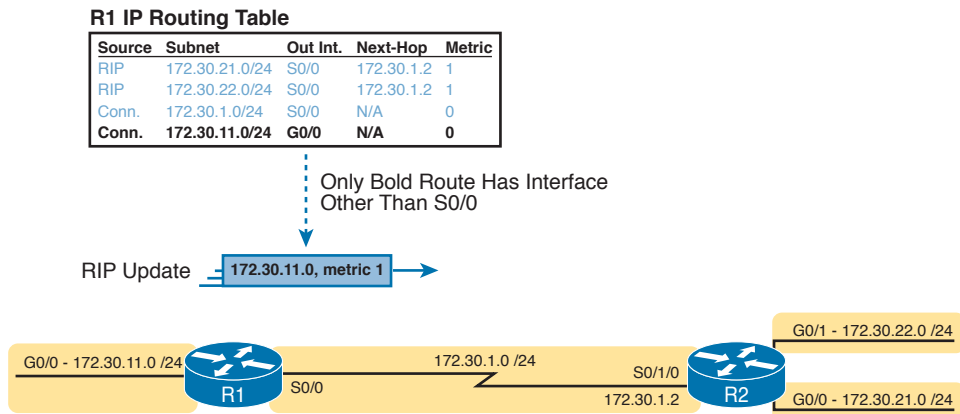 R1 IP Routing Table
Source Subnet Out Int. Next-Hop Metric
RIP 172.30.21.0/24 S0/0 172.30.1.2 1
RIP 172.30.22.0/24 S0/0 172.30.1.2 1
Conn. 172.30.1.0/24 S0/0 N/A 0
Conn. 172.30.11.0/24 G0/0 N/A 0
Only Bold Route Has Interface
Other Than S0/0
RIP Update 172.30.11.0, metric 1
G0/1 - 172.30.22.0 /24
G0/0 - 172.30.11.0 /24
172.30.1.0 /24
S0/0
S0/1/0
R1
172.30.1.2
R2
G0/0 - 172.30.21.0 /24